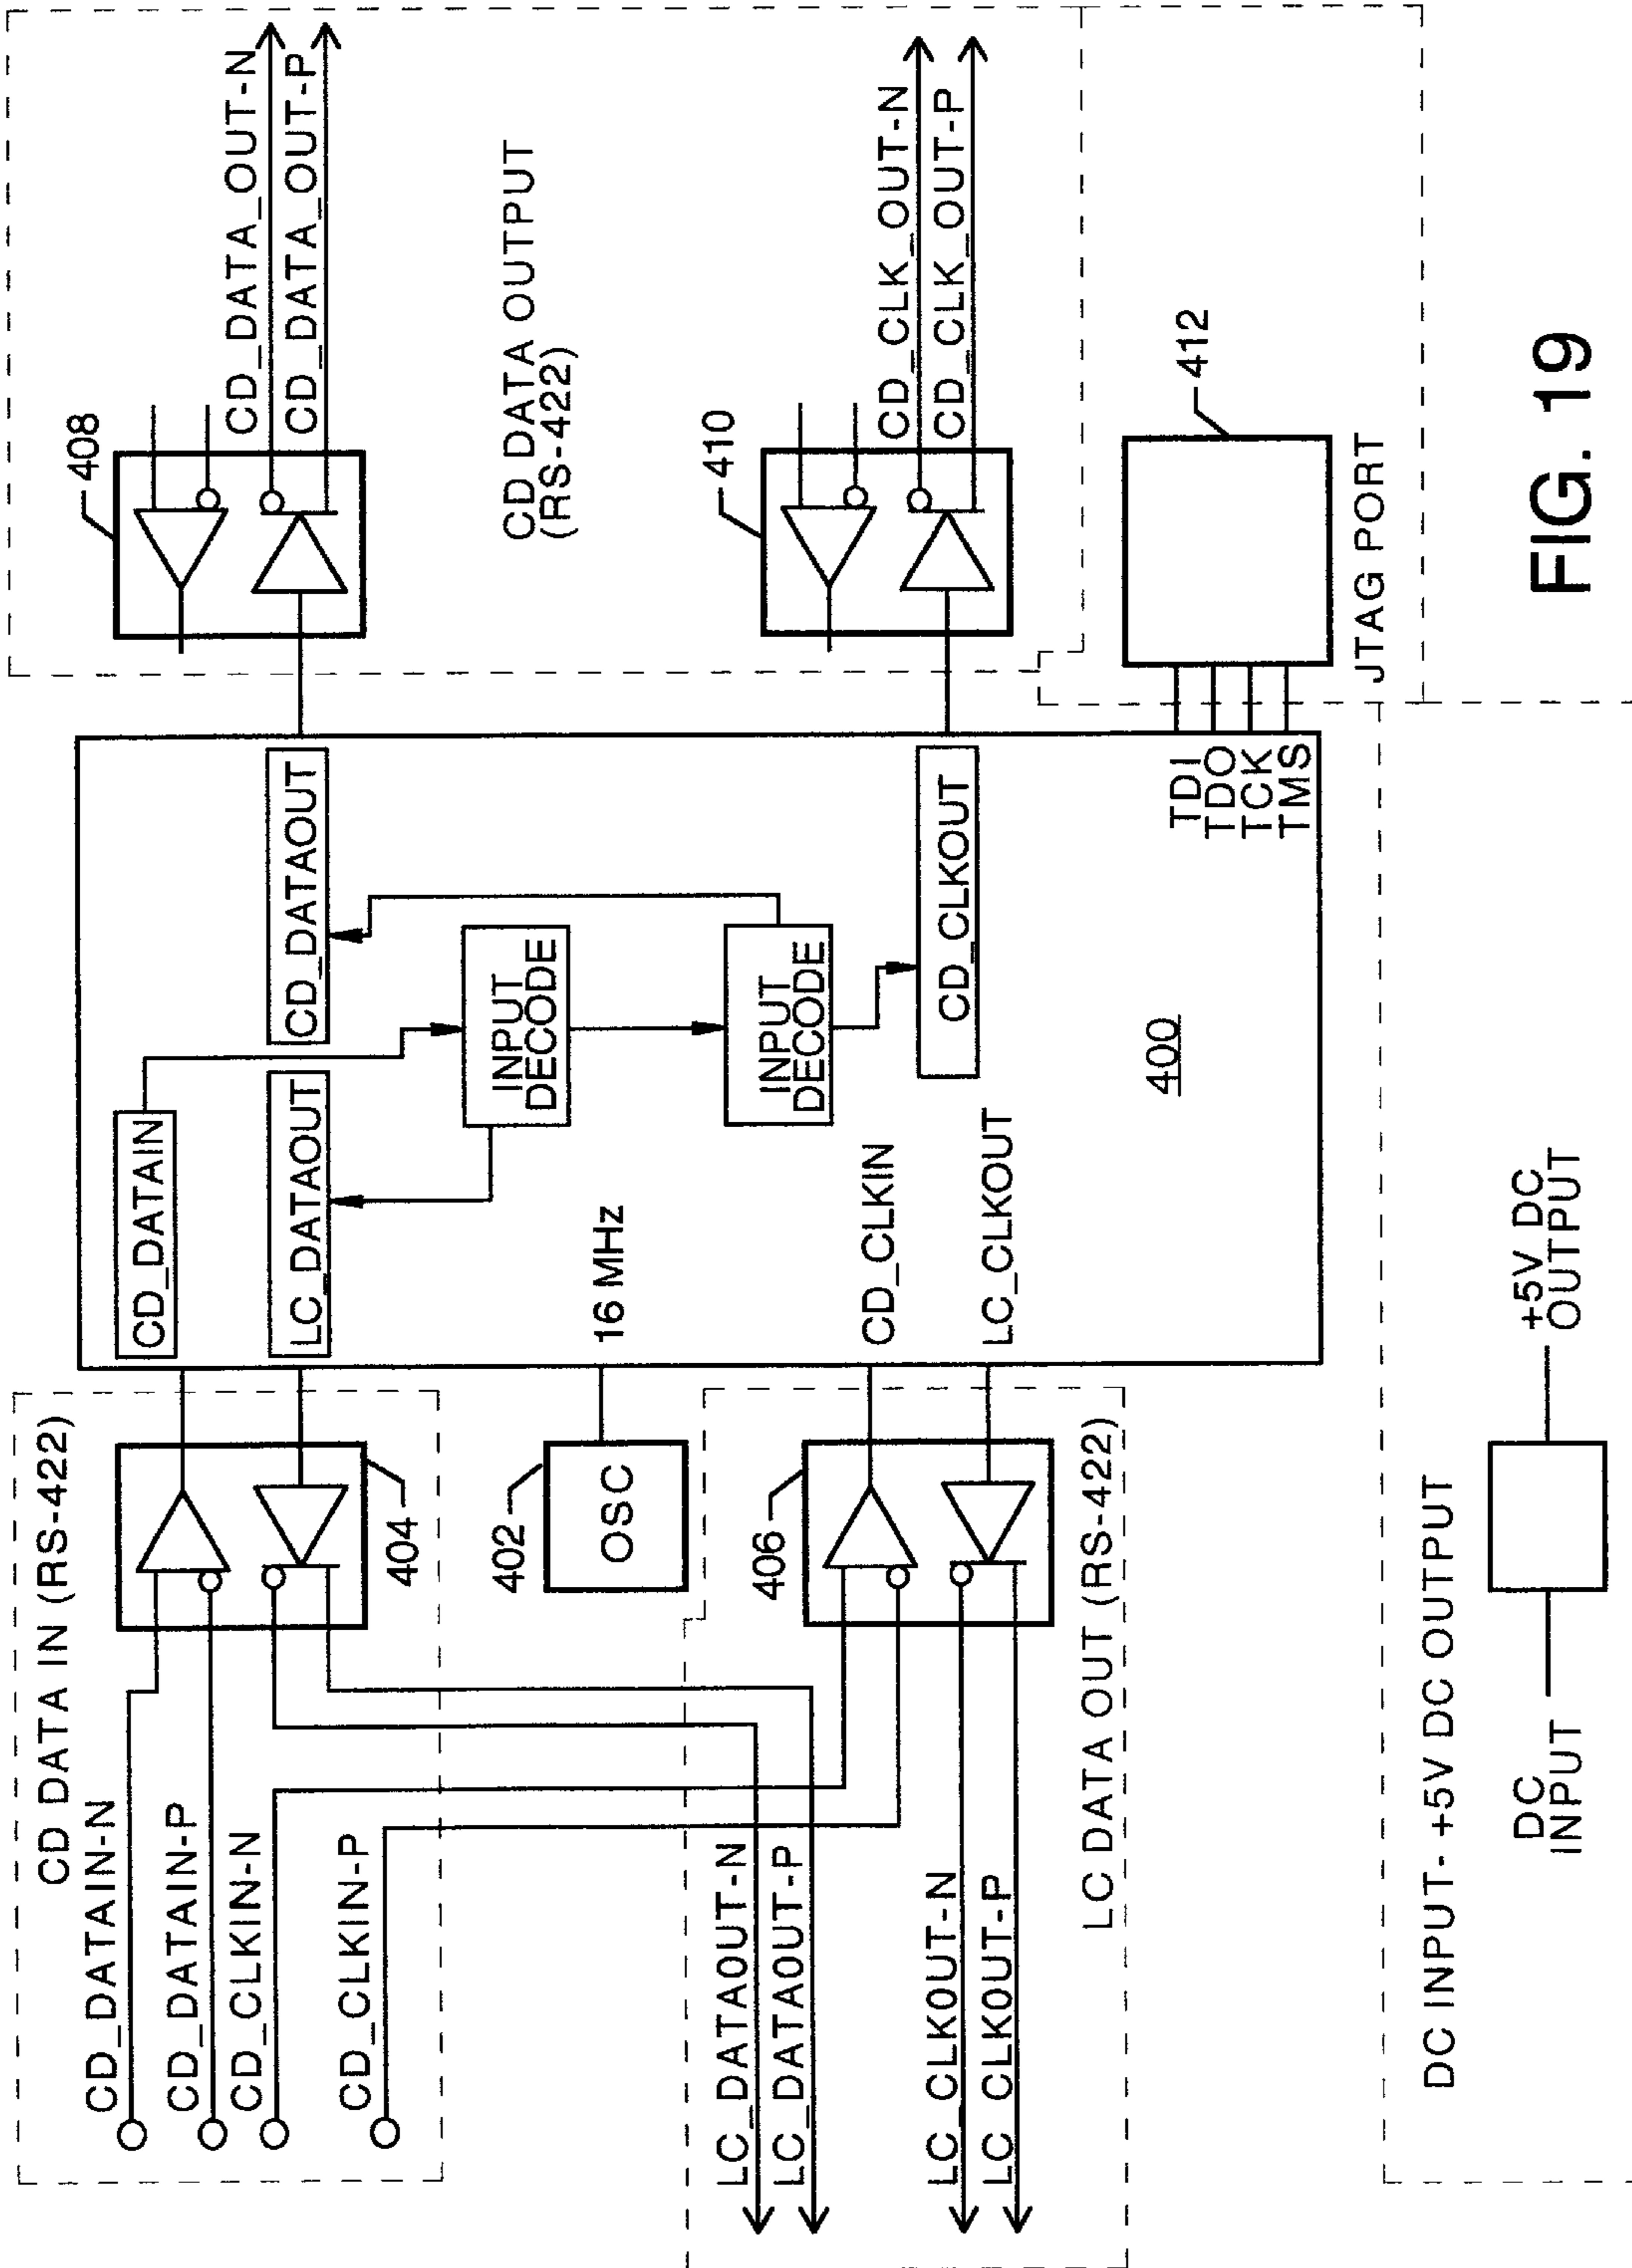 CD DATA IN (RS-422)
CD_DATAIN-N
CD_DATAIN-P
CD_CLKIN-N
CD_CLKIN-P
404
402
OSC
16 MHz
406
LC_DATAOUT-N
LC_DATAOUT-P
LC_CLKOUT-N
LC_CLKOUT-P
LC DATA OUT (RS-422)
CD_DATAIN
LC_DATAOUT
CD_DATAOUT
INPUT
DECODE
INPUT
DECODE
CD_CLKIN
CD_CLKOUT
LC_CLKOUT
400
TDI
TDO
TCK
TMS
408
CD_DATA_OUT-N
CD_DATA_OUT-P
CD DATA OUTPUT
(RS-422)
410
CD_CLK_OUT-N
CD_CLK_OUT-P
412
JTAG PORT
DC INPUT- +5V DC OUTPUT
DC
INPUT
+5V DC
OUTPUT
FIG. 19